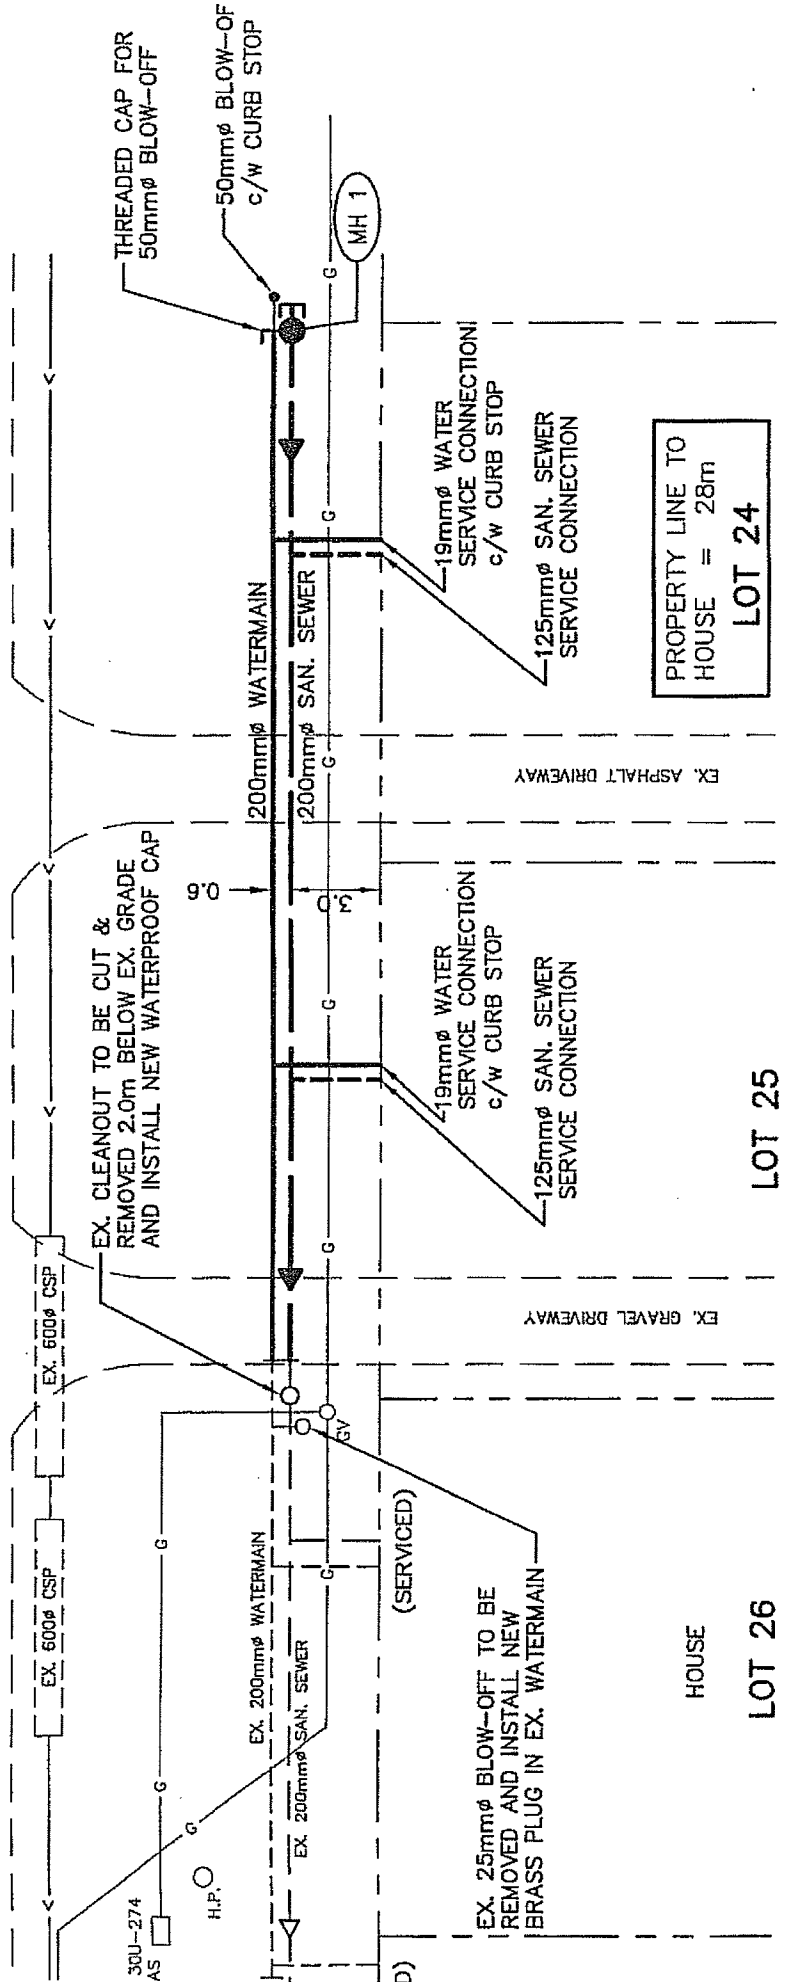 THREADED CAP FOR
50mmø BLOW-OFF
50mmø BLOW-OF
c/w CURB STOP
MH 1
G
EX. CLEANOUT TO BE CUT &
REMOVED 2.0m BELOW EX. GRADE
AND INSTALL NEW WATERPROOF CAP
200mmø WATERMAIN
200mmø SAN. SEWER
G
G
G
G
0.6
3.0
19mmø WATER
SERVICE CONNECTION
c/w CURB STOP
125mmø SAN. SEWER
SERVICE CONNECTION
PROPERTY LINE TO
HOUSE = 28m
LOT 24
EX. ASPHALT DRIVEWAY
19mmø WATER
SERVICE CONNECTION
c/w CURB STOP
125mmø SAN. SEWER
SERVICE CONNECTION
LOT 25
EX. GRAVEL DRIVEWAY
EX. 600ø CSP
EX. 600ø CSP
GV
G
G
G
G
EX. 200mmø WATERMAIN
EX. 200mmø SAN. SEWER
(SERVICED)
30U-274
AS
H.P.
D)
EX. 25mmø BLOW-OFF TO BE
REMOVED AND INSTALL NEW
BRASS PLUG IN EX. WATERMAIN
HOUSE
LOT 26